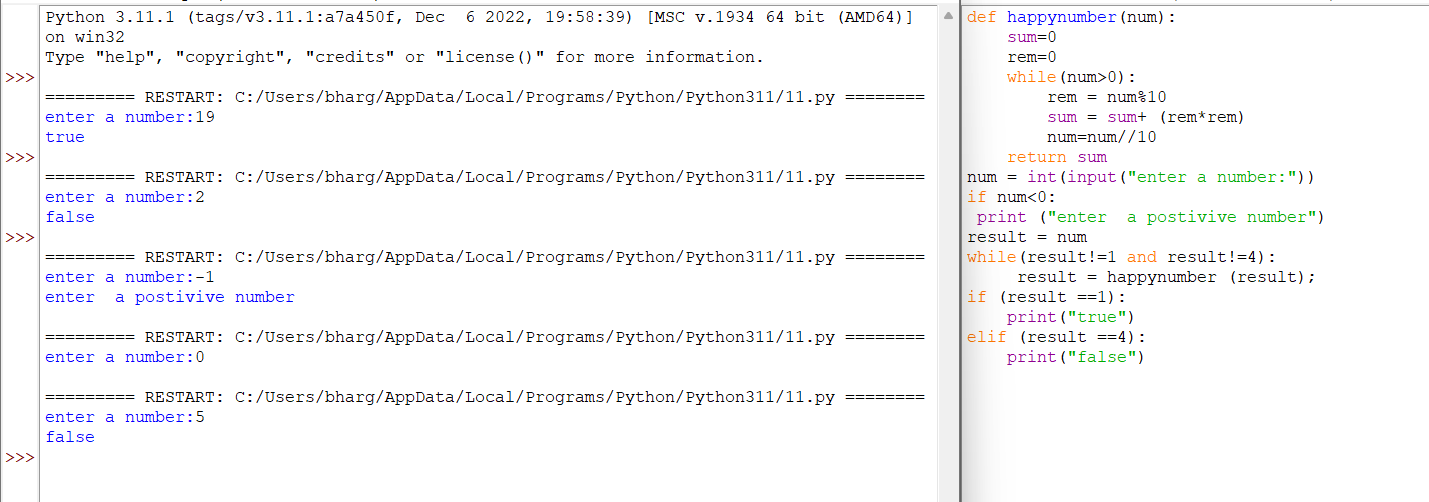 Python 3.11.1 (tags/v3.11.1:a7a450f, Dec  6 2022, 19:58:39) [MSC v.1934 64 bit (AMD64)]
on win32
Type "help", "copyright", "credits" or "license()" for more information.
>>>
========= RESTART: C:/Users/bharg/AppData/Local/Programs/Python/Python311/11.py ========
enter a number:19
true
>>>
========= RESTART: C:/Users/bharg/AppData/Local/Programs/Python/Python311/11.py ========
enter a number:2
false
>>>
========= RESTART: C:/Users/bharg/AppData/Local/Programs/Python/Python311/11.py ========
enter a number:-1
enter  a postivive number
========= RESTART: C:/Users/bharg/AppData/Local/Programs/Python/Python311/11.py ========
enter a number:0
========= RESTART: C:/Users/bharg/AppData/Local/Programs/Python/Python311/11.py ========
enter a number:5
false
>>>
def happynumber(num):
    sum=0
    rem=0
    while(num>0):
        rem = num%10
        sum = sum+ (rem*rem)
        num=num//10
    return sum
num = int(input("enter a number:"))
if num<0:
 print ("enter  a postivive number")
result = num
while(result!=1 and result!=4):
     result = happynumber (result);
if (result ==1):
    print("true")
elif (result ==4):
    print("false")